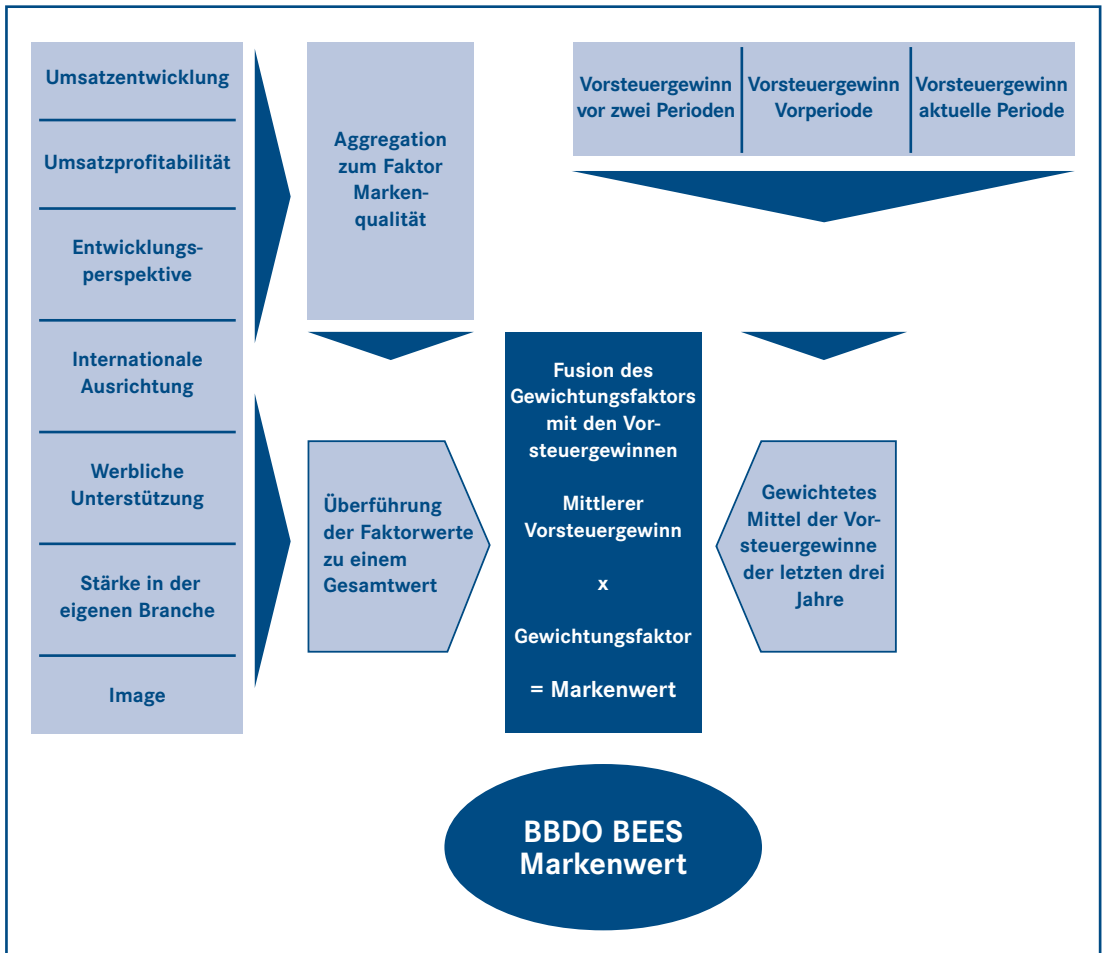 Umsatzentwicklung
Umsatzprofitabilität
Entwicklungs-
perspektive
Internationale
Ausrichtung
Werbliche
Unterstützung
Stärke in der
eigenen Branche
Image
Aggregation
zum Faktor
Marken-
qualität
Überführung
der Faktorwerte
zu einem
Gesamtwert
Vorsteuergewinn
vor zwei Perioden
Vorsteuergewinn
Vorperiode
Vorsteuergewinn
aktuelle Periode
Fusion des
Gewichtungsfaktors
mit den Vor-
steuergewinnen
Mittlerer
Vorsteuergewinn
x
Gewichtungsfaktor
= Markenwert
Gewichtetes
Mittel der Vor-
steuergewinne
der letzten drei
Jahre
BBDO BEES
Markenwert